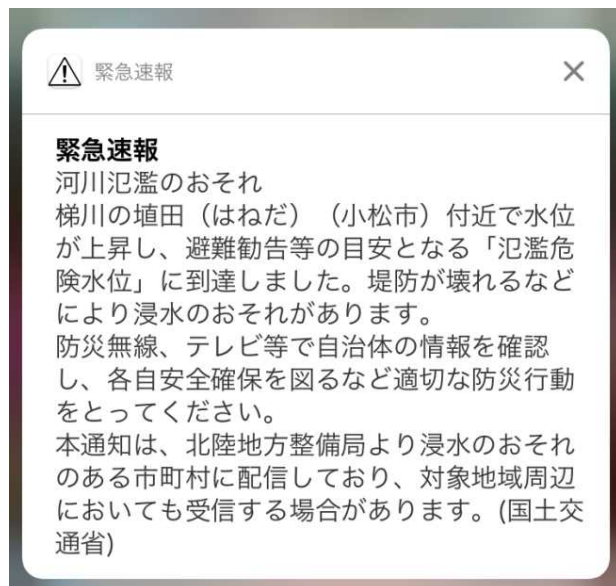 緊急速報
緊急速報
河川氾濫のおそれ
梯川の埴田（はねだ）（小松市）付近で水位
が上昇し、避難勧告等の目安となる「氾濫危
険水位」に到達しました。堤防が壊れるなど
により浸水のおそれがあります。
防災無線、テレビ等で自治体の情報を確認
し、各自安全確保を図るなど適切な防災行動
をとってください。
本通知は、北陸地方整備局より浸水のおそれ
のある市町村に配信しており、対象地域周辺
においても受信する場合があります。(国土交
通省)